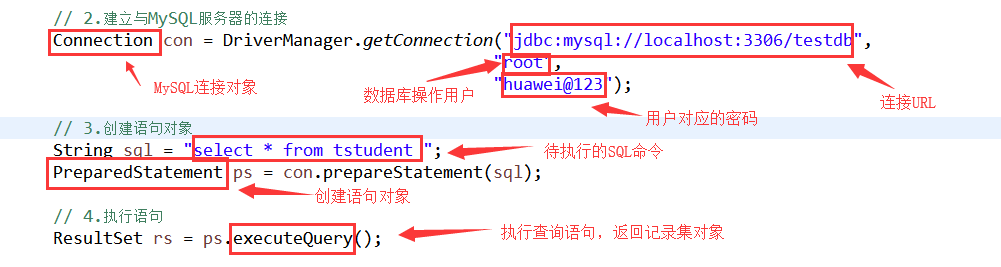 // 2.建立与MySQL服务器的连接
Connection con = DriverManager.getConnection("jdbc:mysql://localhost:3306/testdb",
"root",
"huawei@123");
MySQL连接对象
数据库操作用户
用户对应的密码
连接URL
// 3.创建语句对象
String sql = "select * from tstudent ";
待执行的SQL命令
PreparedStatement ps = con.prepareStatement(sql);
创建语句对象
// 4.执行语句
ResultSet rs = ps.executeQuery();
执行查询语句，返回记录集对象